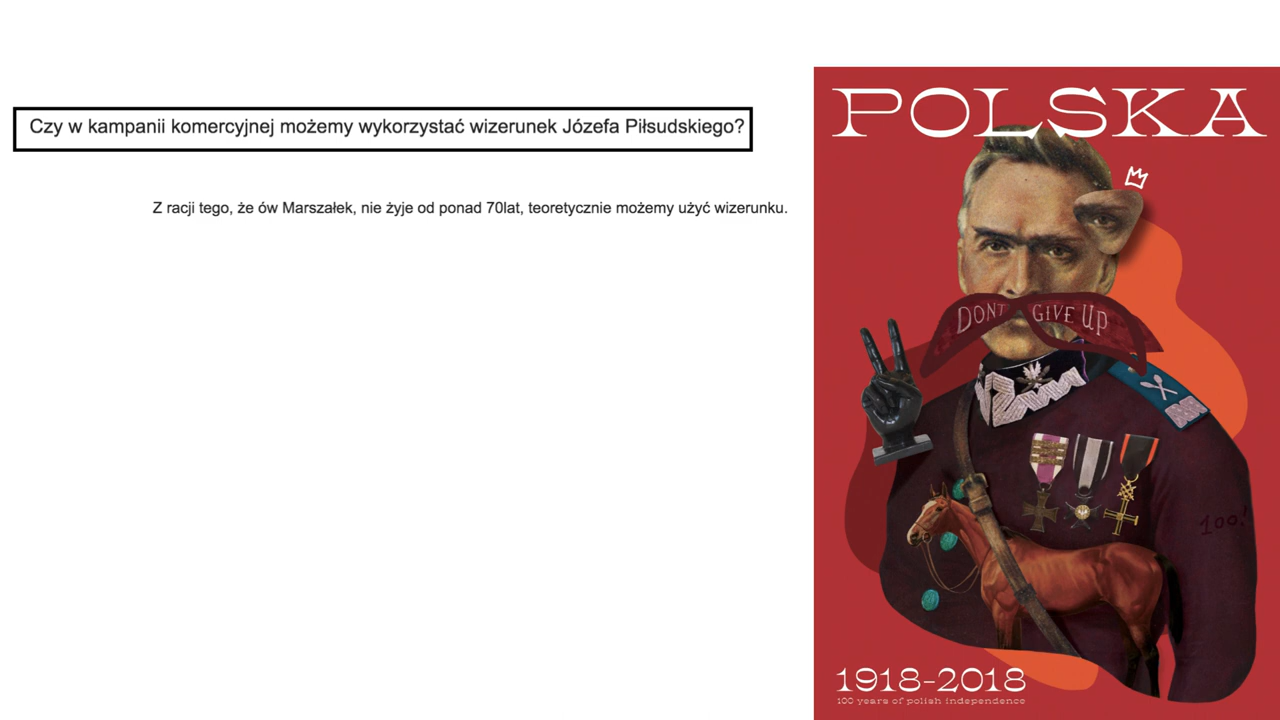 Czy w kampanii komercyjnej możemy wykorzystać wizerunek Józefa Piłsudskiego?
Z racji tego, że ów Marszałek, nie żyje od ponad 70lat, teoretycznie możemy użyć wizerunku.
POLSKA
DONT GIVE UP
100!
1918-2018
100 years of polish independence